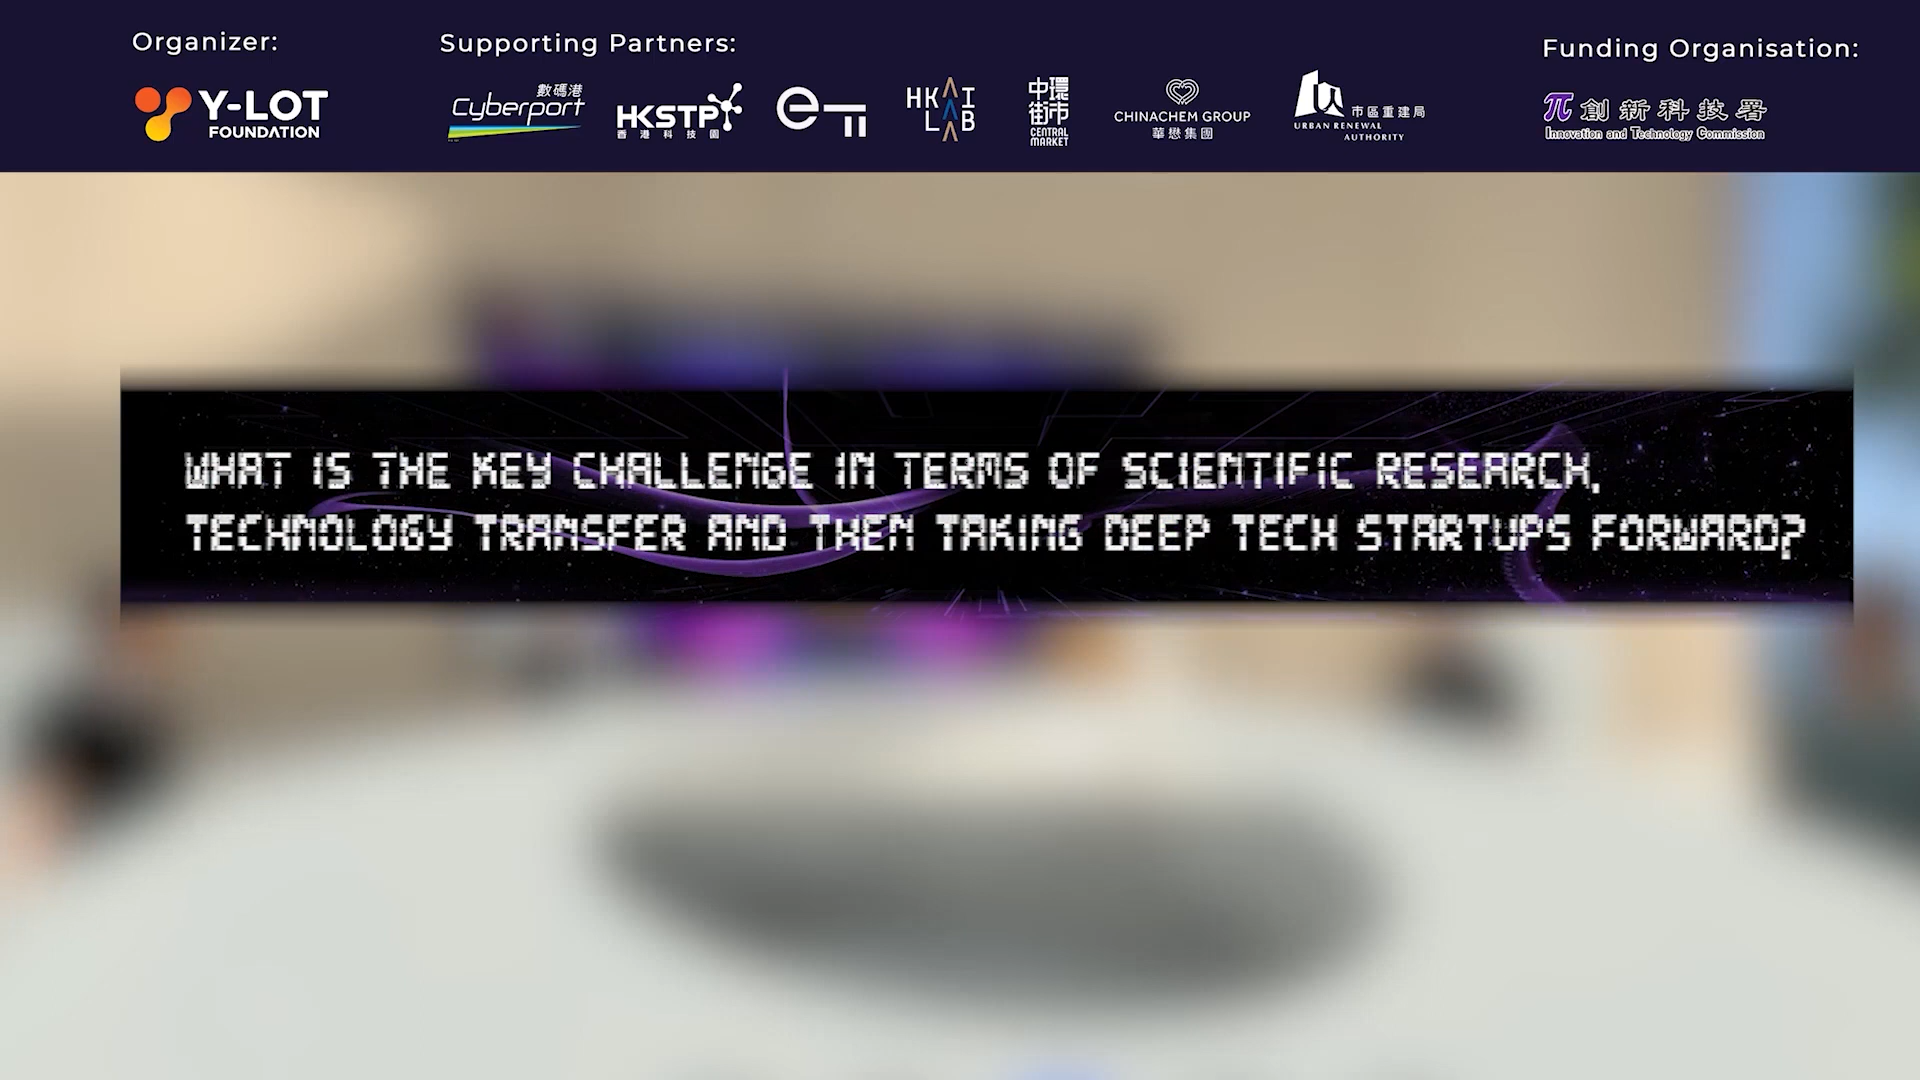 Organizer:
Y-LOT
FOUNDATION
Supporting Partners:
數碼港
Cyberport
HKSTP
香港科技園
HKAI
LAB
中環
街市
CENTRAL
MARKET
CHINACHEM GROUP
華懋集團
市區重建局
URBAN RENEWAL
AUTHORITY
Funding Organisation:
創新科技署
Innovation and Technology Commission
WHAT IS THE KEY CHALLENGE IN TERMS OF SCIENTIFIC RESEARCH,
TECHNOLOGY TRANSFER AND THEN TAKING DEEP TECH STARTUPS FORWARD?